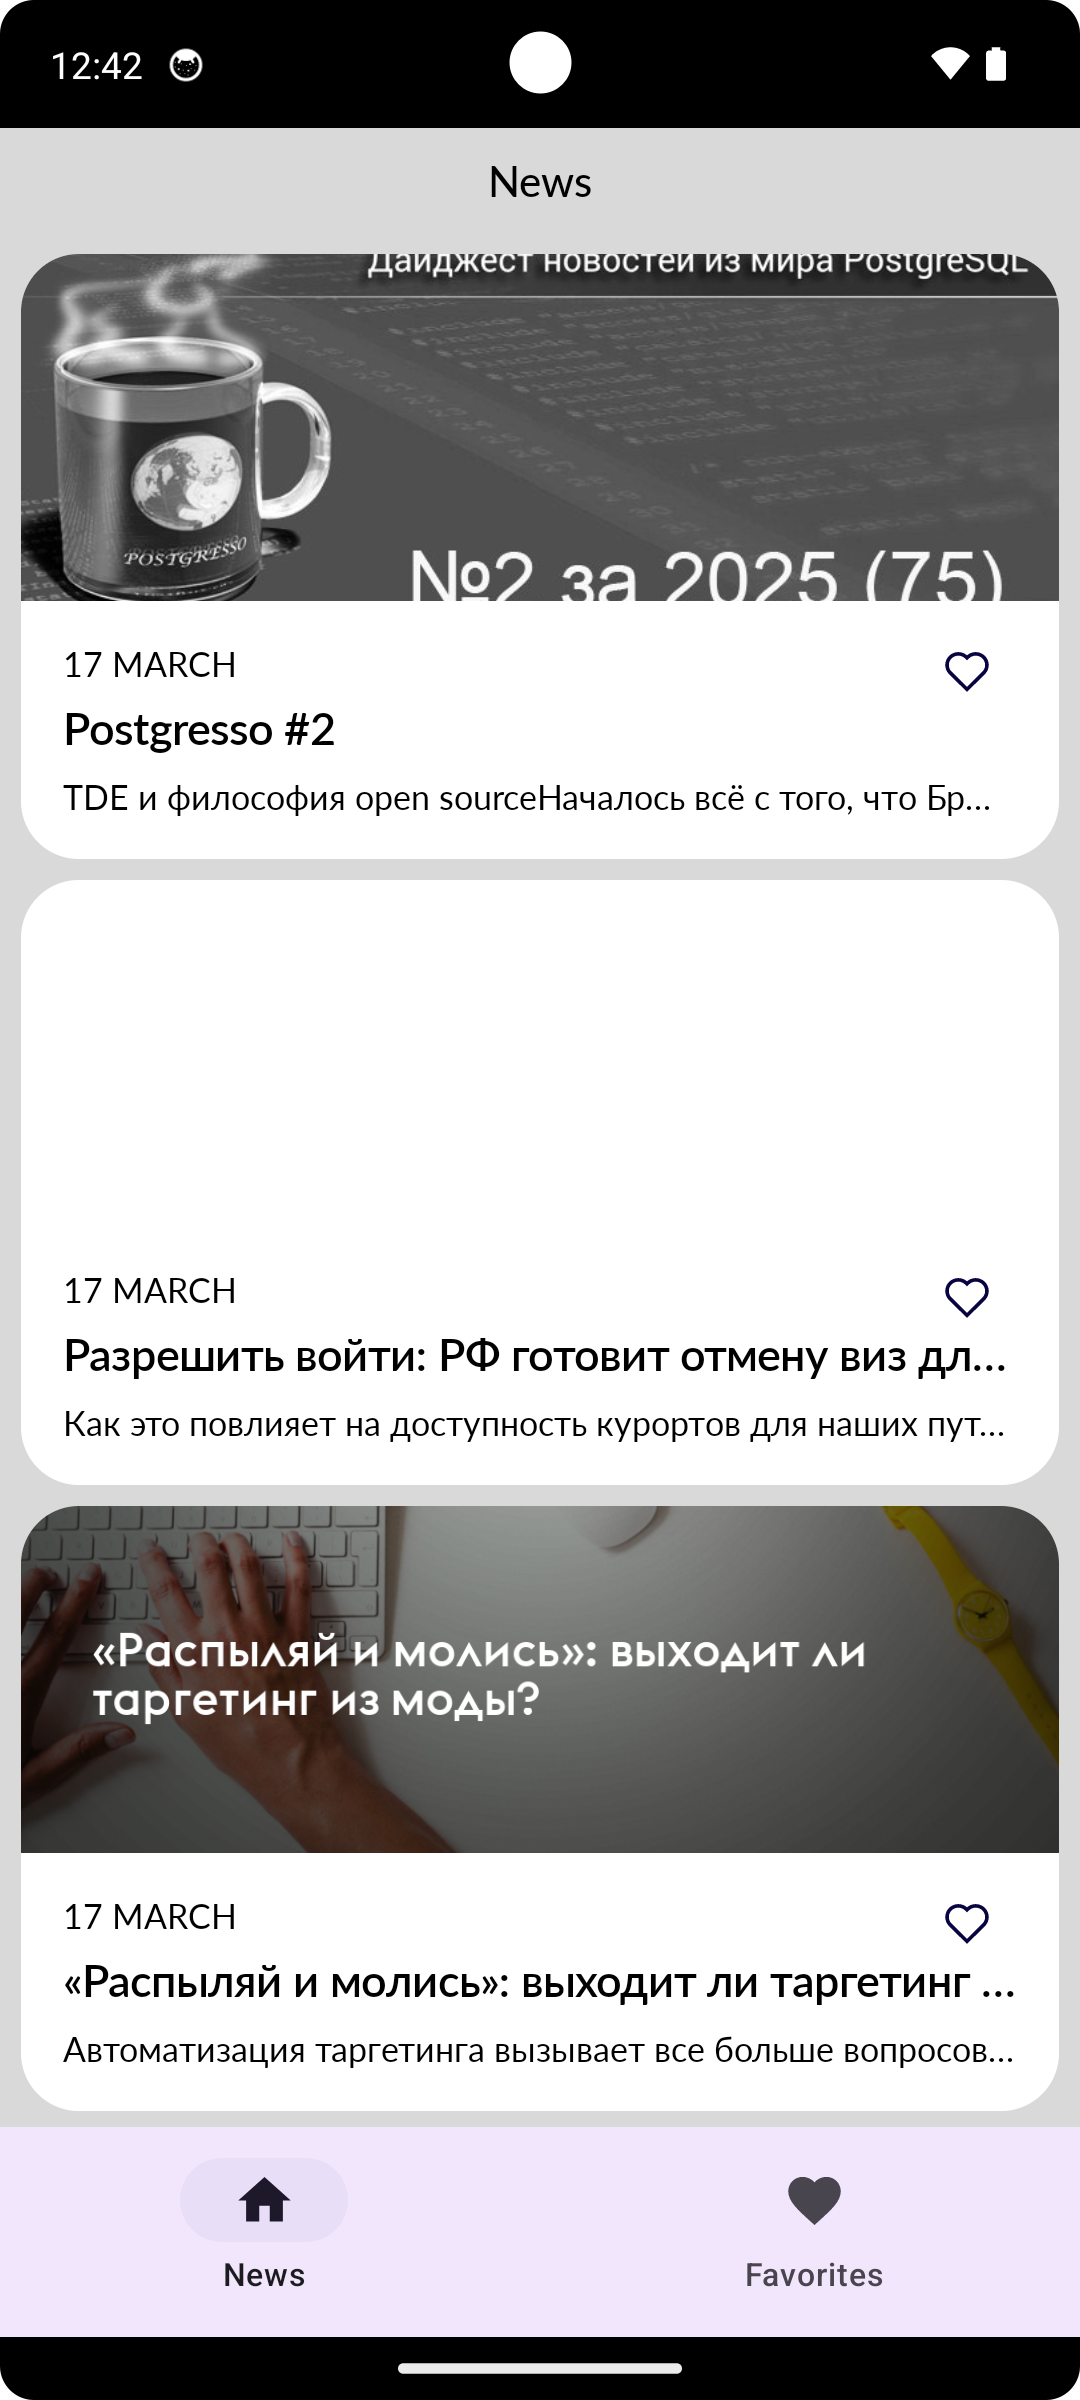 12:42
News
Дайджест новостей из мира PostgreSQL
POSTGRESSO
№2 за 2025 (75)
17 MARCH
Postgresso #2
TDE и философия open sourceНачалось всё с того, что Бр...
17 MARCH
Разрешить войти: РФ готовит отмену виз дл...
Как это повлияет на доступность курортов для наших пут...
«Распыляй и молись»: выходит ли
таргетинг из моды?
17 MARCH
«Распыляй и молись»: выходит ли таргетинг ...
Автоматизация таргетинга вызывает все больше вопросов...
News
Favorites